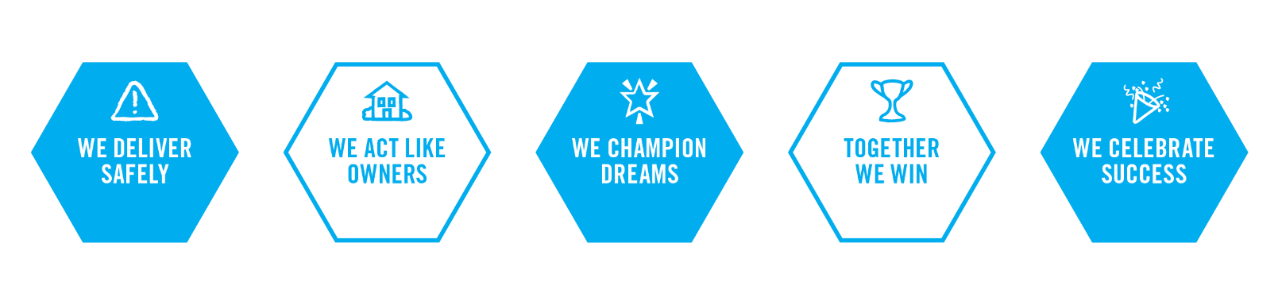 WE DELIVER
SAFELY
WE ACT LIKE
OWNERS
WE CHAMPION
DREAMS
TOGETHER
WE WIN
WE CELEBRATE
SUCCESS